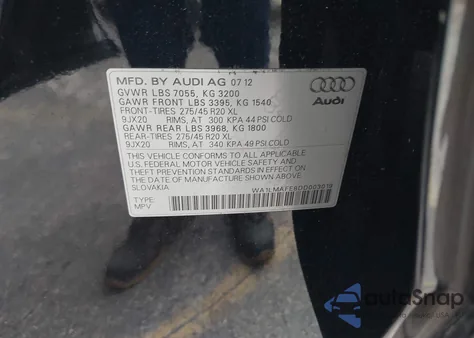 MFD. BY AUDI AG 07 12
GVWR LBS 7055, KG 3200
GAWR FRONT LBS 3395, KG 1540
FRONT-TIRES 275/45 R20 XL
9JX20 RIMS, AT 300 KPA 44 PSI COLD
GAWR REAR LBS 3968, KG 1800
REAR-TIRES 275/45 R20 XL
9JX20 RIMS, AT 340 KPA 49 PSI COLD
THIS VEHICLE CONFORMS TO ALL APPLICABLE
U.S. FEDERAL MOTOR VEHICLE SAFETY AND
THEFT PREVENTION STANDARDS IN EFFECT ON
THE DATE OF MANUFACTURE SHOWN ABOVE
SLOVAKIA
TYPE:
MPV
Audi
autoSnap